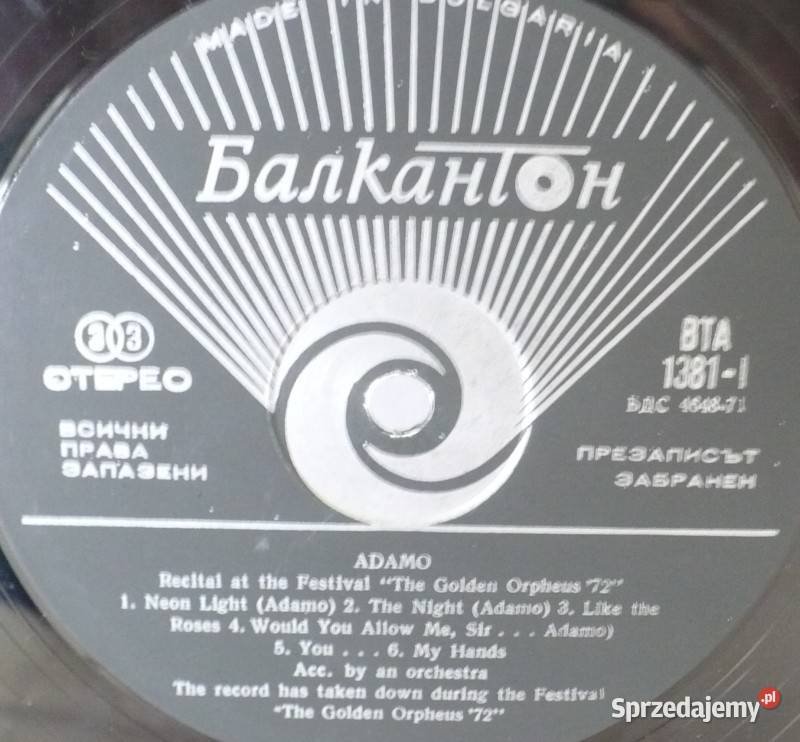 MADE IN BULGARIA
Балкантон
33
СТЕРЕО
ВСИЧКИ
ПРАВА
ЗАПАЗЕНИ
ВТА
1381-I
БДС 4648-71
ПРЕЗАПИСЪТ
ЗАБРАНЕН
ADAMO
Recital at the Festival "The Golden Orpheus '72"
1. Neon Light (Adamo) 2. The Night (Adamo) 3. Like the
Roses 4. Would You Allow Me, Sir . . . Adamo)
5. You . . . 6. My Hands
Acc. by an orchestra
The record has taken down during the Festival
"The Golden Orpheus '72"
Sprzedajemy.pl